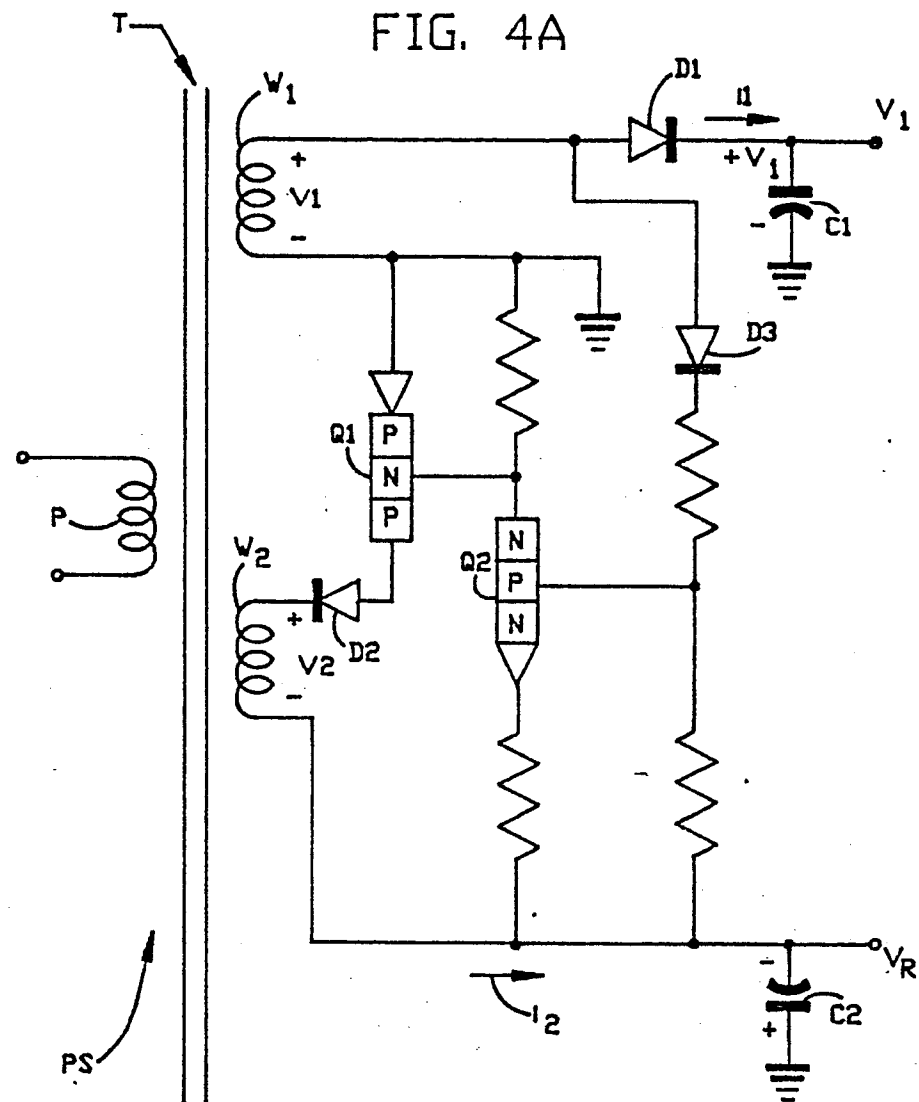 FIG. 4A
T
W1
D1
I1
V1
+
V1
-
+V1
-
C1
D3
Q1
P
N
P
P
W2
Q2
N
P
N
+
V2
-
D2
-
VR
I2
-
+
C2
PS